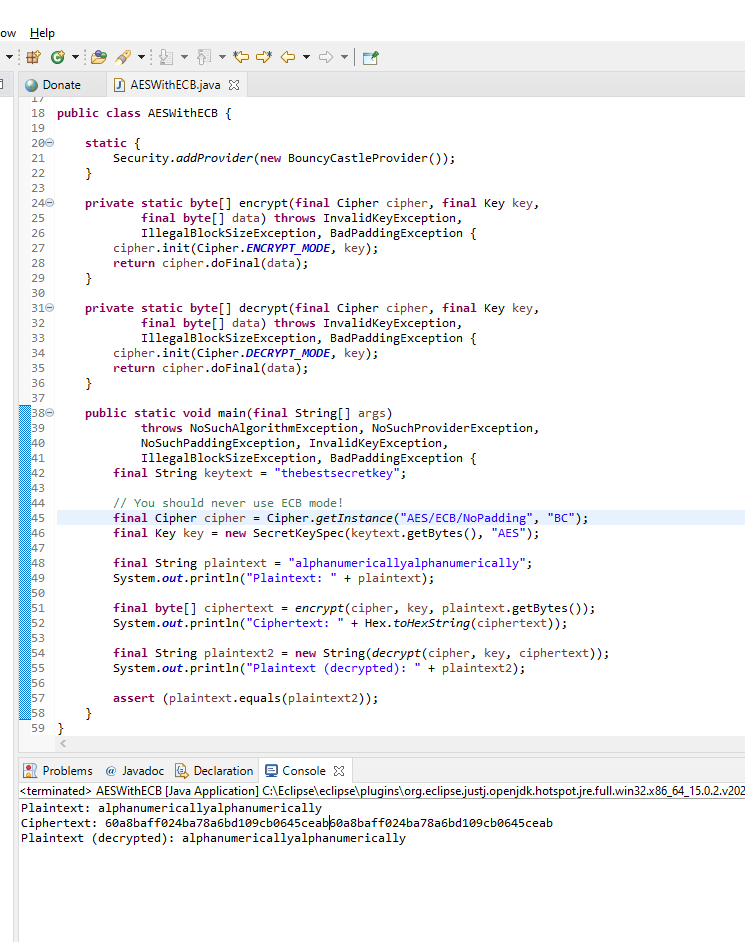 ow Help
Donate AESWithECB.java
17
18 public class AESWithECB {
19
20 static {
21 Security.addProvider(new BouncyCastleProvider());
22 }
23
24 private static byte[] encrypt(final Cipher cipher, final Key key,
25 final byte[] data) throws InvalidKeyException,
26 IllegalBlockSizeException, BadPaddingException {
27 cipher.init(Cipher.ENCRYPT_MODE, key);
28 return cipher.doFinal(data);
29 }
30
31 private static byte[] decrypt(final Cipher cipher, final Key key,
32 final byte[] data) throws InvalidKeyException,
33 IllegalBlockSizeException, BadPaddingException {
34 cipher.init(Cipher.DECRYPT_MODE, key);
35 return cipher.doFinal(data);
36 }
37
38 public static void main(final String[] args)
39 throws NoSuchAlgorithmException, NoSuchProviderException,
40 NoSuchPaddingException, InvalidKeyException,
41 IllegalBlockSizeException, BadPaddingException {
42 final String keytext = "thebestsecretkey";
43
44 // You should never use ECB mode!
45 final Cipher cipher = Cipher.getInstance("AES/ECB/NoPadding", "BC");
46 final Key key = new SecretKeySpec(keytext.getBytes(), "AES");
47
48 final String plaintext = "alphanumericallyalphanumerically";
49 System.out.println("Plaintext: " + plaintext);
50
51 final byte[] ciphertext = encrypt(cipher, key, plaintext.getBytes());
52 System.out.println("Ciphertext: " + Hex.toHexString(ciphertext));
53
54 final String plaintext2 = new String(decrypt(cipher, key, ciphertext));
55 System.out.println("Plaintext (decrypted): " + plaintext2);
56
57 assert (plaintext.equals(plaintext2));
58 }
59 }
Problems @ Javadoc Declaration Console
<terminated> AESWithECB [Java Application] C:\Eclipse\eclipse\plugins\org.eclipse.justj.openjdk.hotspot.jre.full.win32.x86_64_15.0.2.v202
Plaintext: alphanumericallyalphanumerically
Ciphertext: 60a8baff024ba78a6bd109cb0645ceab60a8baff024ba78a6bd109cb0645ceab
Plaintext (decrypted): alphanumericallyalphanumerically